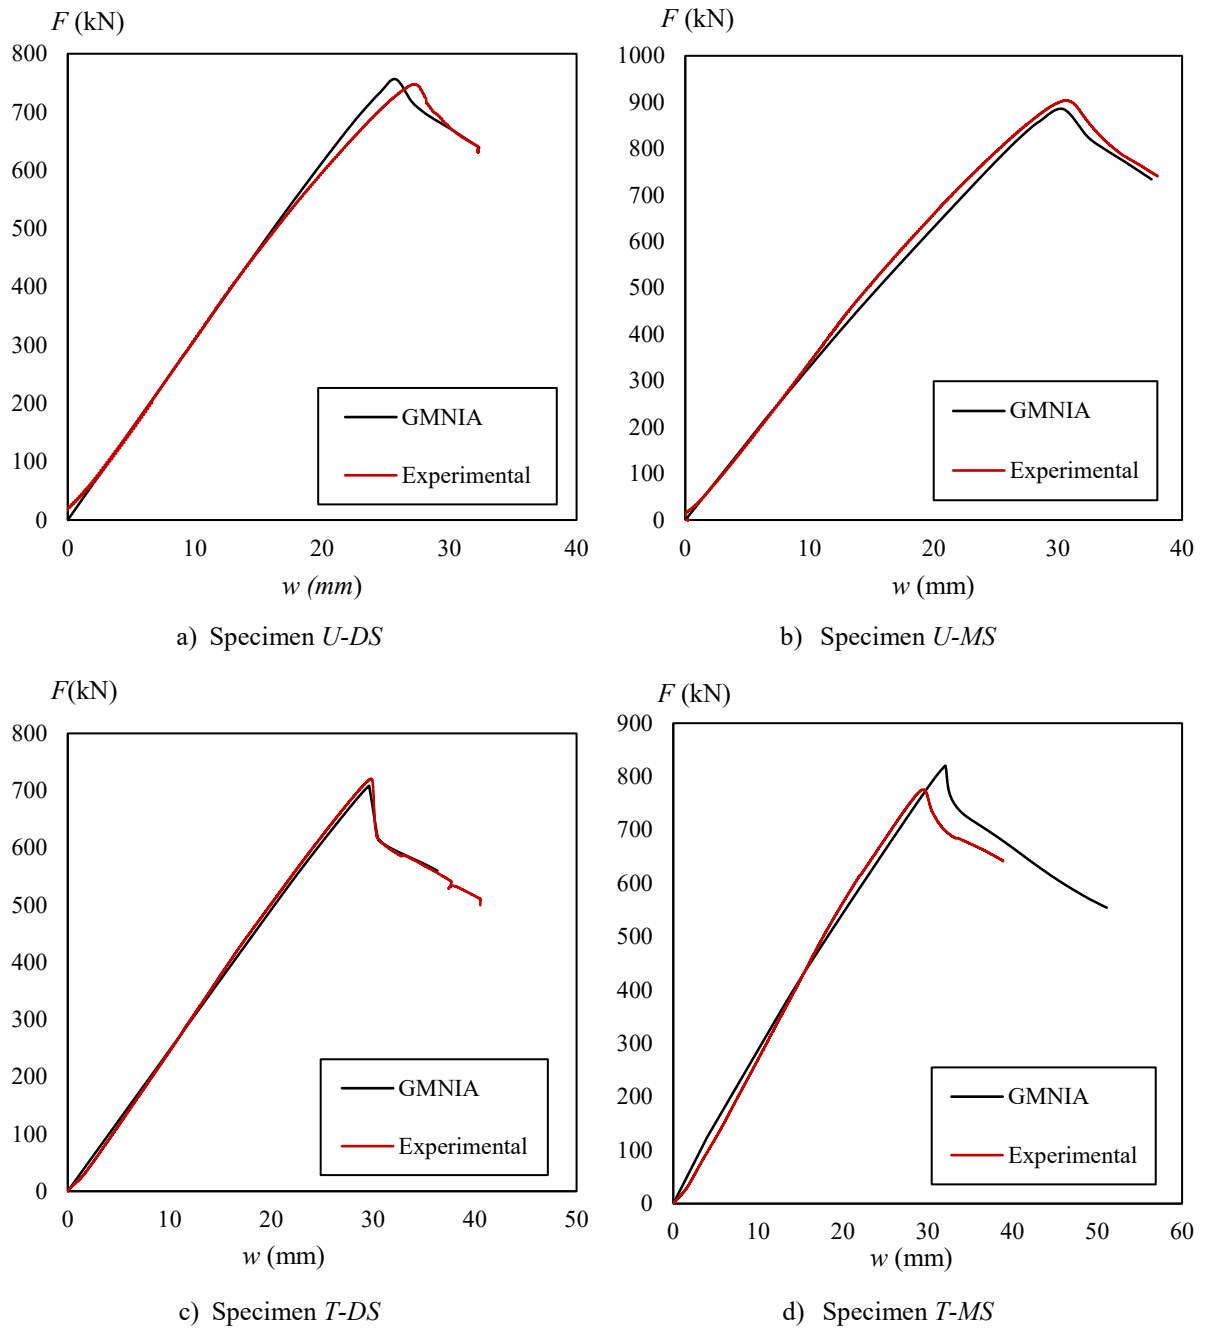 F (kN)
800
700
600
500
400
300
200
100
0
0 10 20 30 40
GMNIA
Experimental
w (mm)
a) Specimen U-DS
F (kN)
1000
900
800
700
600
500
400
300
200
100
0
0 10 20 30 40
GMNIA
Experimental
w (mm)
b) Specimen U-MS
F(kN)
800
700
600
500
400
300
200
100
0
0 10 20 30 40 50
GMNIA
Experimental
w (mm)
c) Specimen T-DS
F (kN)
900
800
700
600
500
400
300
200
100
0
0 10 20 30 40 50 60
GMNIA
Experimental
w (mm)
d) Specimen T-MS